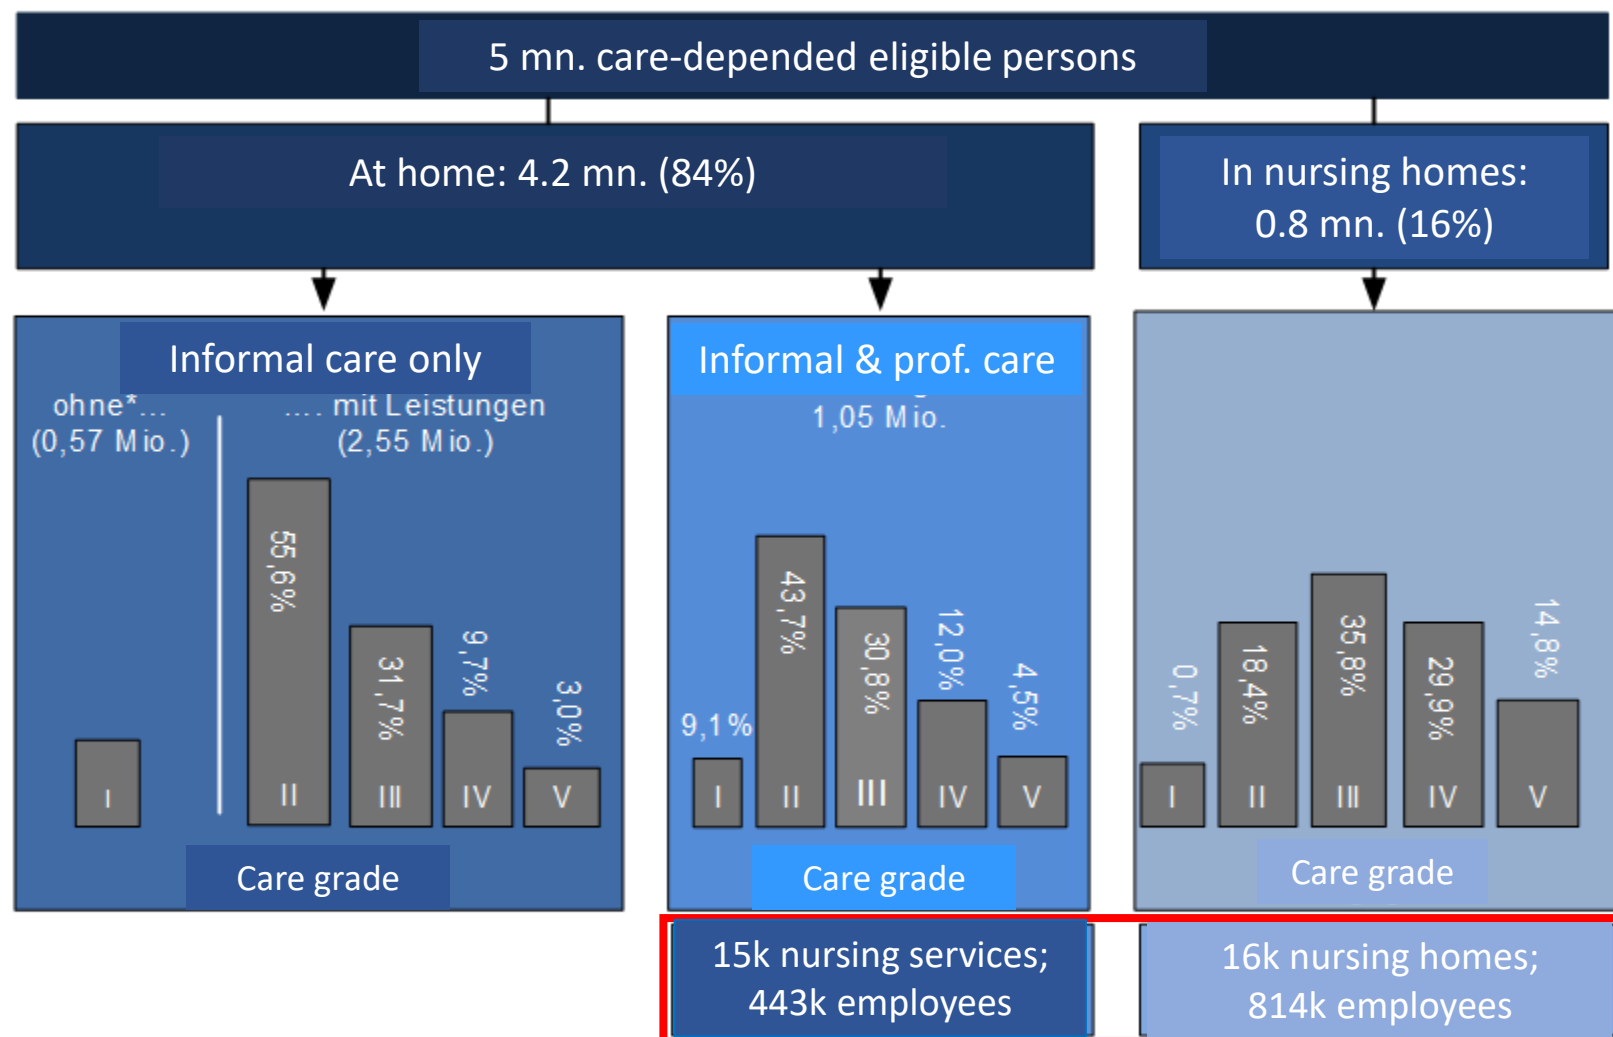 5 mn. care-depended eligible persons
At home: 4.2 mn. (84%)
In nursing homes:
0.8 mn. (16%)
Informal care only
ohne*...
(0,57 Mio.)
.... mit Leistungen
(2,55 Mio.)
I
55,6%
II
31,7%
III
9,7%
IV
3,0%
V
Care grade
Informal & prof. care
1,05 Mio.
9,1%
I
43,7%
II
30,8%
III
12,0%
IV
4,5%
V
Care grade
0,7%
I
18,4%
II
35,8%
III
29,9%
IV
14,8%
V
Care grade
15k nursing services;
443k employees
16k nursing homes;
814k employees